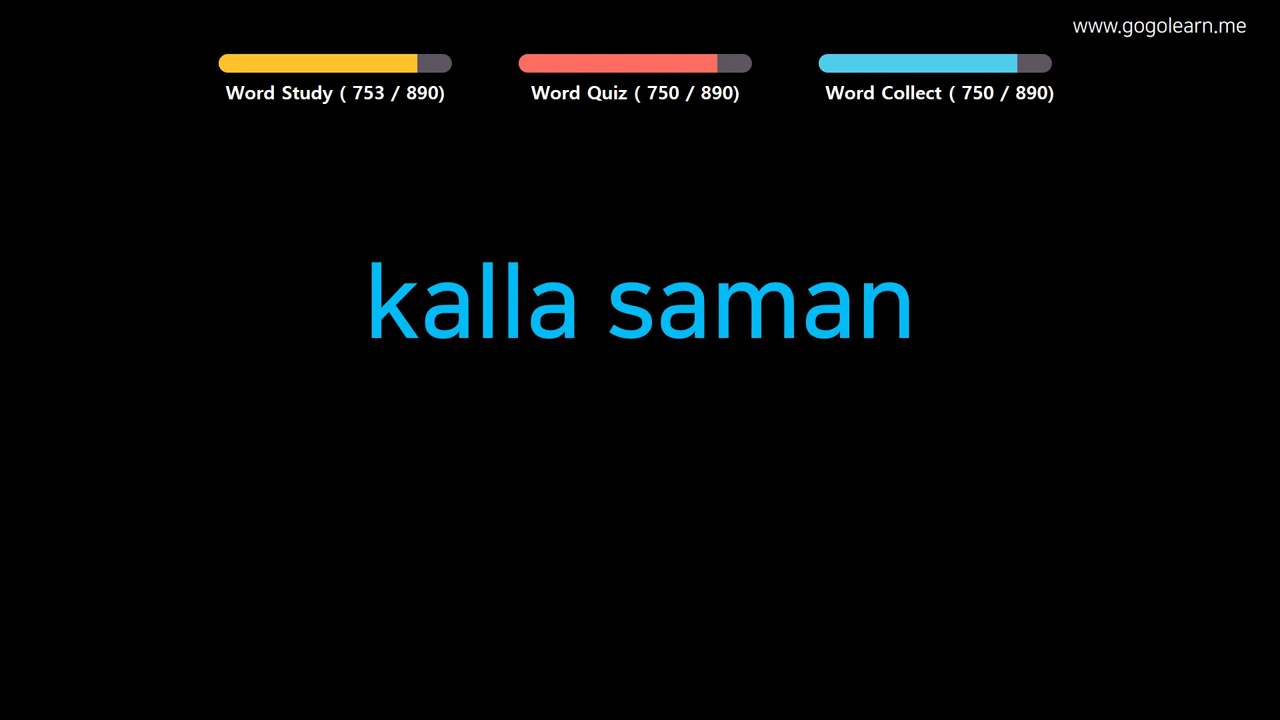 www.gogolearn.me
Word Study ( 753 / 890)
Word Quiz ( 750 / 890)
Word Collect ( 750 / 890)
kalla saman